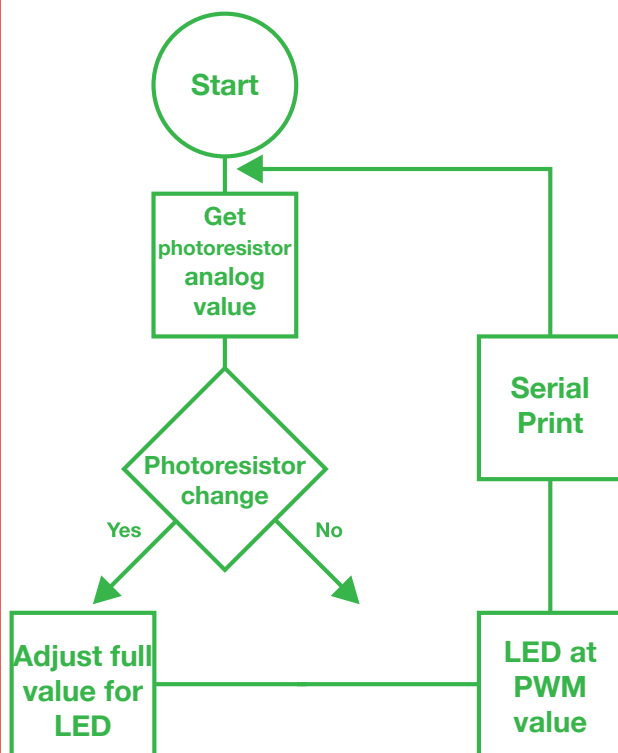 Start
Get
photoresistor
analog
value
Photoresistor
change
Yes
No
Adjust full
value for
LED
LED at
PWM
value
Serial
Print